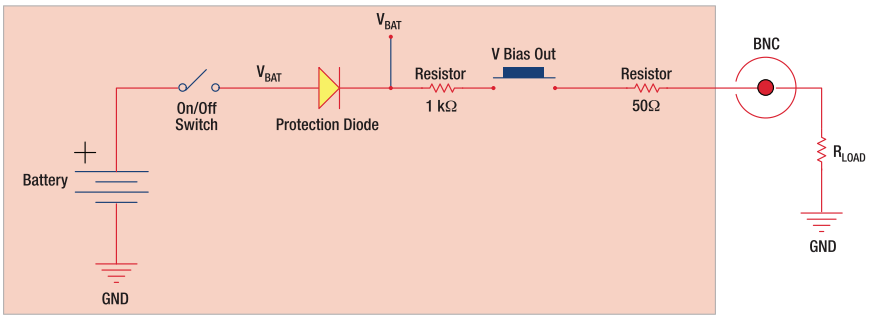 V_BAT
V Bias Out
BNC
V_BAT
Resistor
Resistor
On/Off
Switch
Protection Diode
1 kΩ
50Ω
+
Battery
R_LOAD
GND
GND